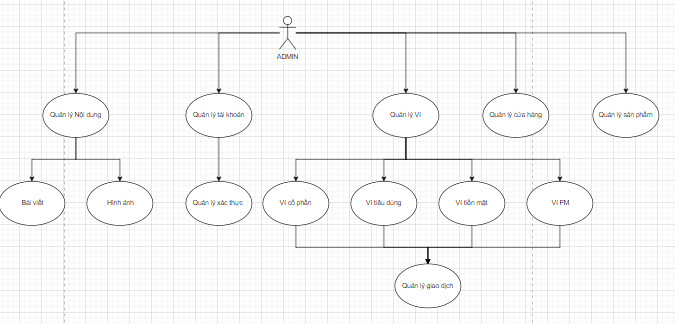 ADMIN
Quản lý Nội dung
Quản lý tài khoản
Quản lý Ví
Quản lý cửa hàng
Quản lý sản phẩm
Bài viết
Hình ảnh
Quản lý xác thực
Ví cổ phần
Ví tiêu dùng
Ví tiền mặt
Ví FM
Quản lý giao dịch